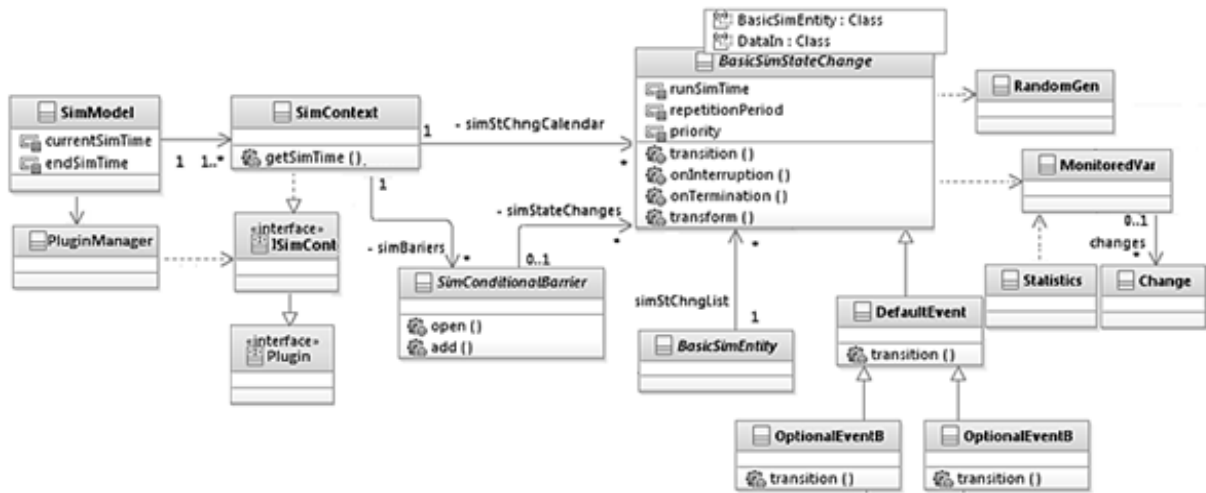 BasicSimEntity : Class
DataIn : Class
BasicSimStateChange
runSimTime
repetitionPeriod
priority
transition ()
onInterruption ()
onTermination ()
transform ()
RandomGen
SimModel
currentSimTime
endSimTime
1
1..*
SimContext
getSimTime ()
1
- simStChngCalendar
*
1
MonitoredVar
0..1
changes
*
PluginManager
«interface»
ISimCont
- simBariers
*
- simStateChanges
*
0..1
SimConditionalBarrier
open ()
add ()
«interface»
Plugin
*
simStChngList
1
BasicSimEntity
Statistics
Change
DefaultEvent
transition ()
OptionalEventB
transition ()
OptionalEventB
transition ()